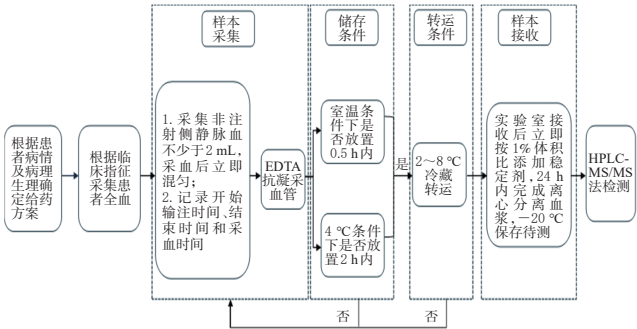 样本
采集
储存
条件
转运
条件
样本
接收
根据患
者病情
及病理
生理确
定给药
方案
根据临
床指征
采集患
者全血
1. 采集非注
射侧静脉血
不少于2 mL，
采血后立即
混匀；
2. 记录开始
输注时间、结
束时间和采
血时间
EDTA
抗凝采
血管
室温条
件下是
否放置
0.5 h内
4 ℃条件
下是否放
置2 h内
是
2～8 ℃
冷藏
转运
实验室接
收后立即
按1%体积
比添加稳
定剂，24 h
内完成离
心分离血
浆，－20 ℃
保存待测
HPLC-
MS/MS
法检测
否
否